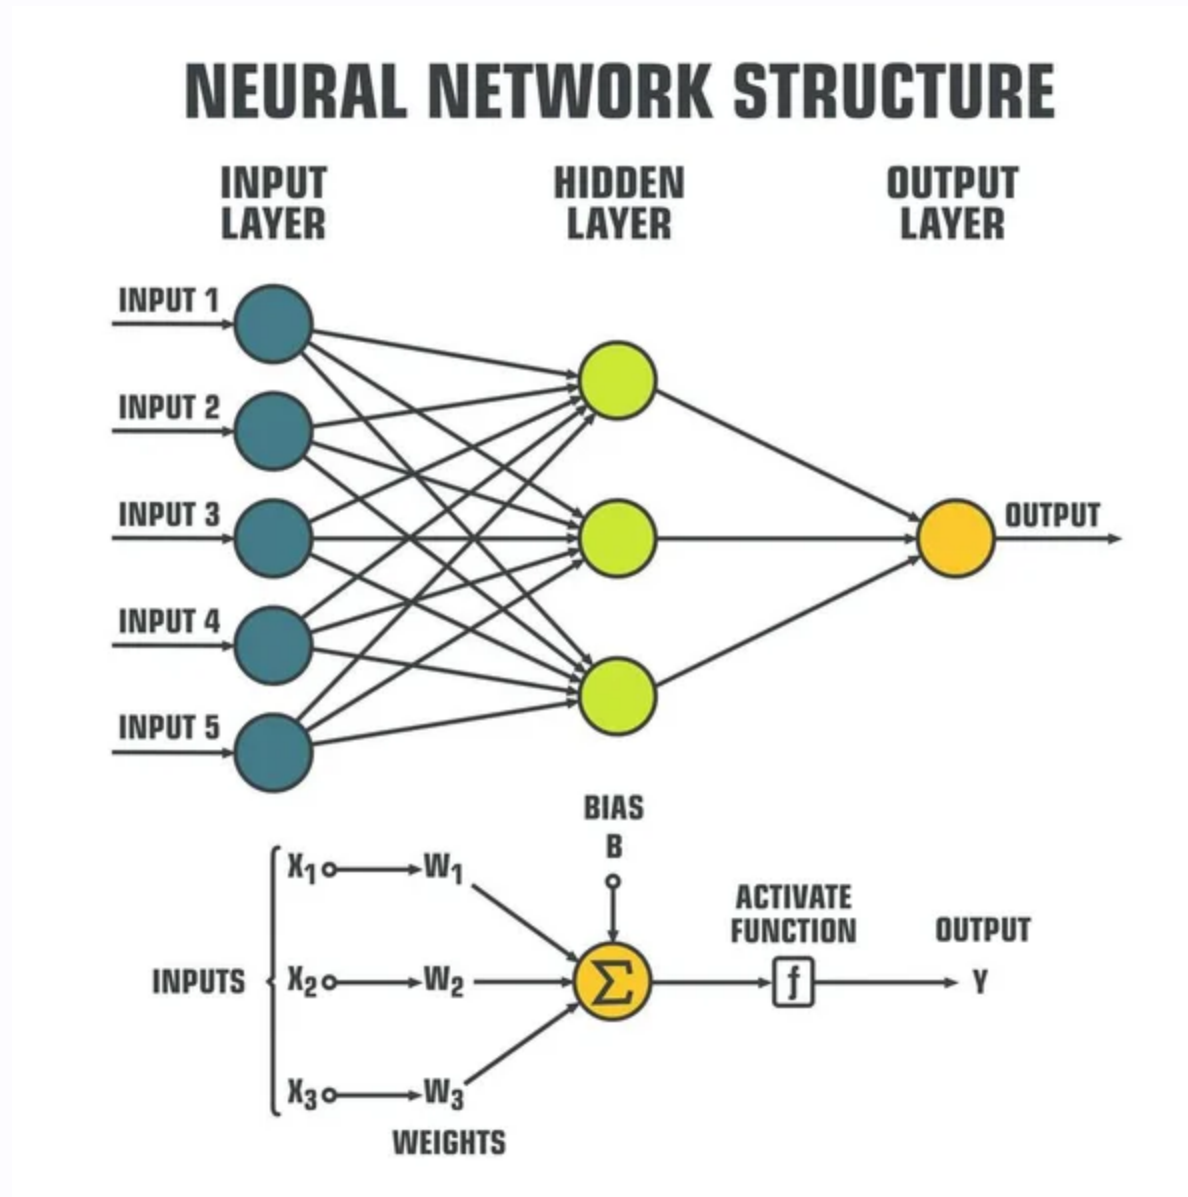 NEURAL NETWORK STRUCTURE
INPUT
LAYER
HIDDEN
LAYER
OUTPUT
LAYER
INPUT 1
INPUT 2
INPUT 3
INPUT 4
INPUT 5
OUTPUT
BIAS
B
INPUTS
X1
W1
X2
W2
X3
W3
WEIGHTS
Σ
ACTIVATE
FUNCTION
f
OUTPUT
Y